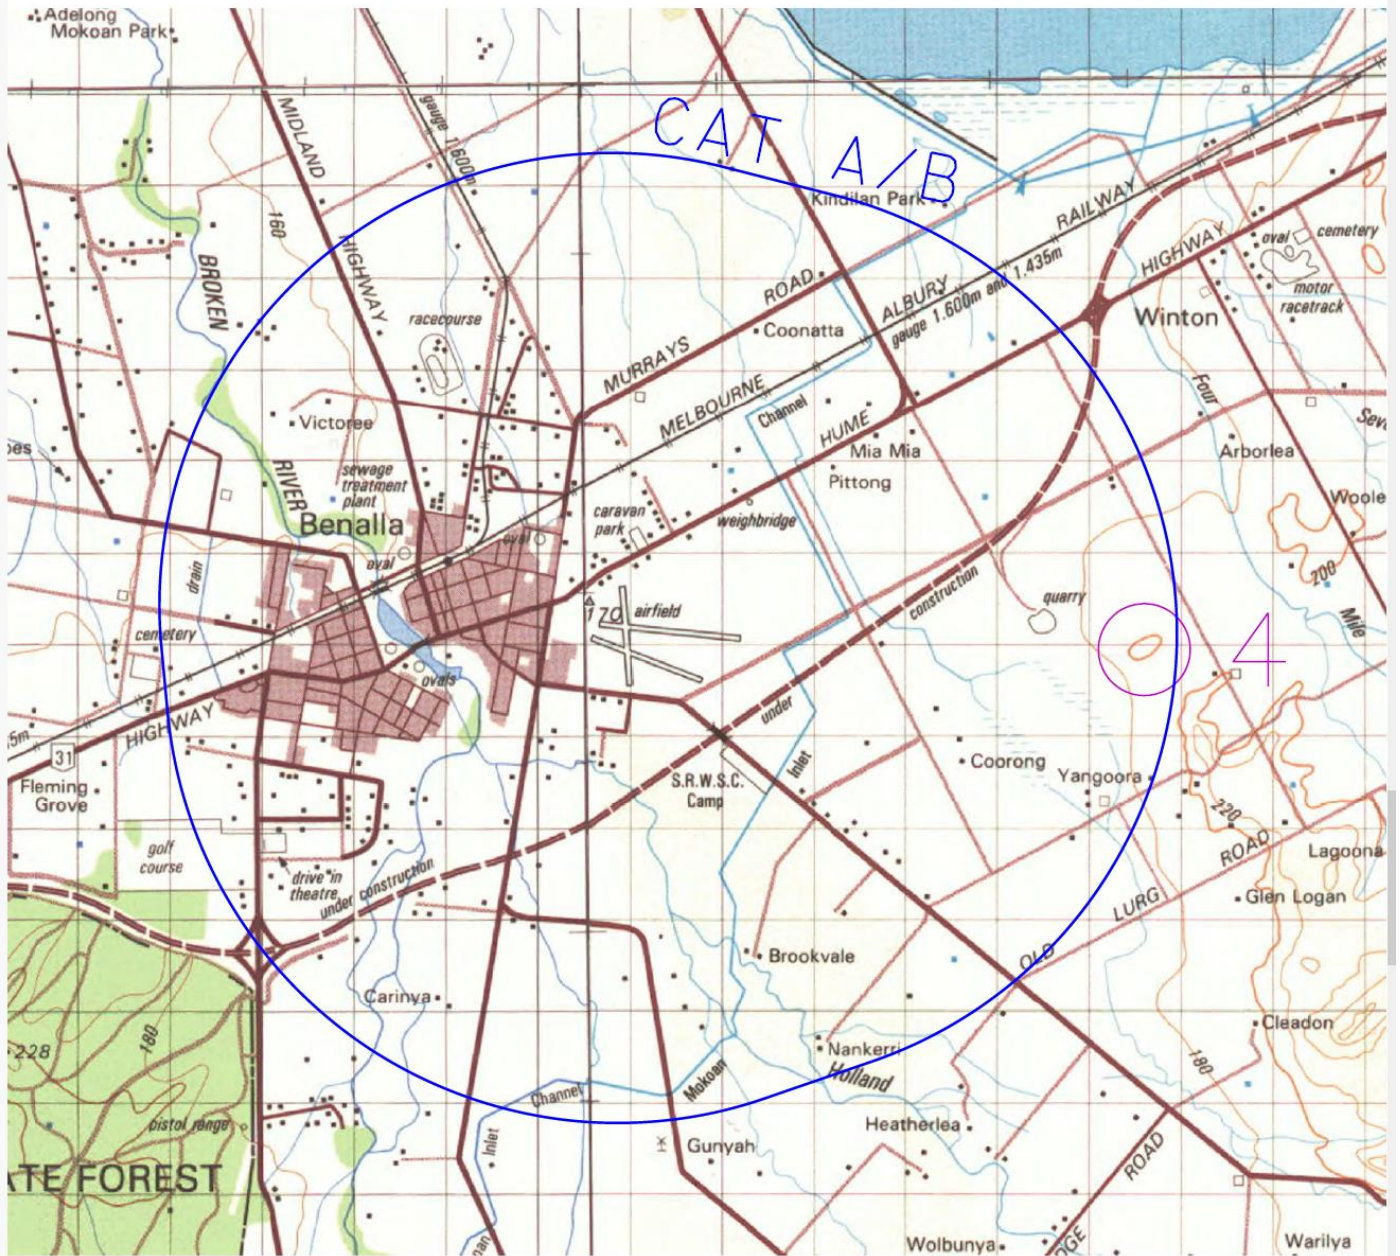 Adelong
Mokoan Park
MIDLAND
HIGHWAY
gauge 1.600m
CAT A/B
Kindilan Park
160
BROKEN
RIVER
racecourse
MURRAYS ROAD
Coonatta
MELBOURNE ALBURY RAILWAY
gauge 1.600m and 1.435m
HUME HIGHWAY
Winton
oval
cemetery
motor
racetrack
Channel
Victoree
sewage
treatment
plant
Benalla
oval
oval
caravan
park
weighbridge
Mia Mia
Pittong
Four
Mile
Arborlea
Woole
200
drain
cemetery
170
airfield
construction
under
quarry
4
ovals
HIGHWAY
5m
31
Fleming
Grove
S.R.W.S.C.
Camp
Inlet
Coorong
Yangoora
220
golf
course
drive in
theatre
under construction
OLD LURG ROAD
Lagoona
Glen Logan
Brookvale
Carinya
Cleadon
180
228
180
Nankerri
Holland
Mokoan
Channel
Inlet
bistol range
Heatherlea
Gunyah
ATE FOREST
ROAD
DGE
Wolbunya
Warilya